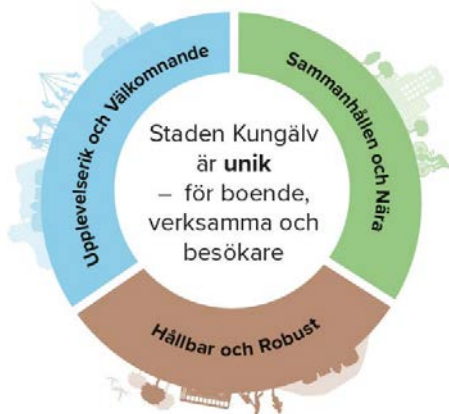 Upplevelserik och Välkomnande
Sammanhållen och Nära
Staden Kungälv
är unik
– för boende,
verksamma och
besökare
Hållbar och Robust